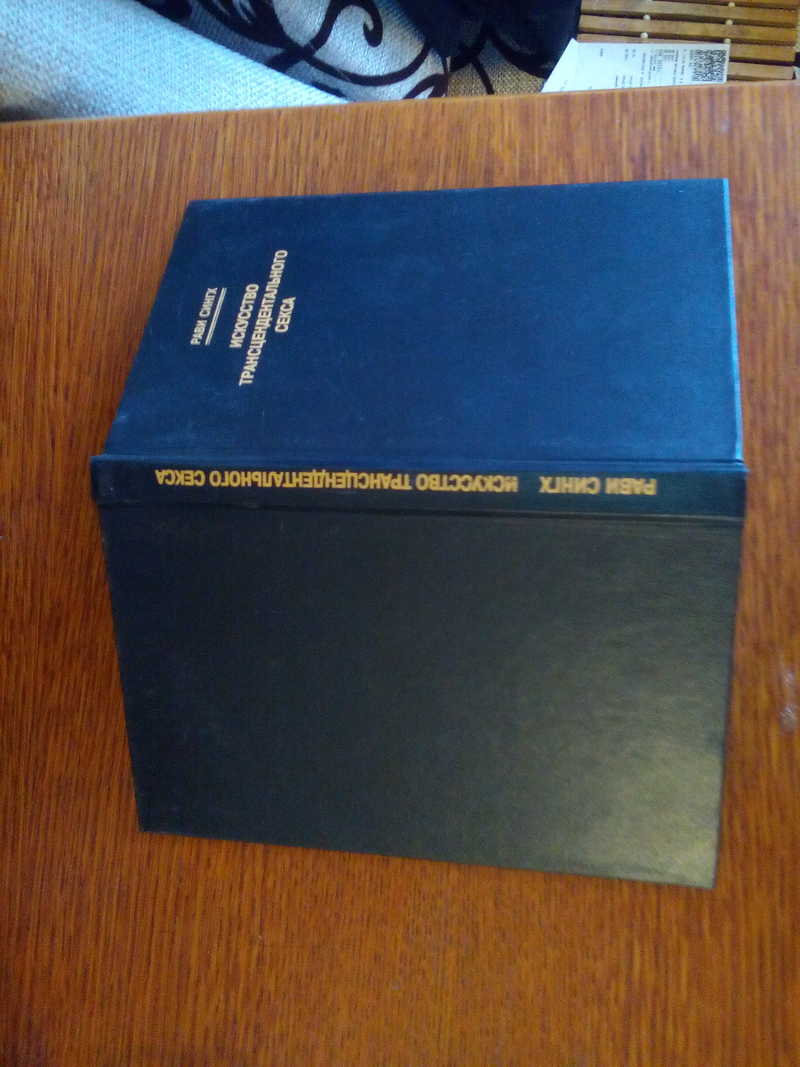 РАВИ СИНГХ
ИСКУССТВО
ТРАНСЦЕНДЕНТАЛЬНОГО
СЕКСА
РАВИ СИНГХ ИСКУССТВО ТРАНСЦЕНДЕНТАЛЬНОГО СЕКСА